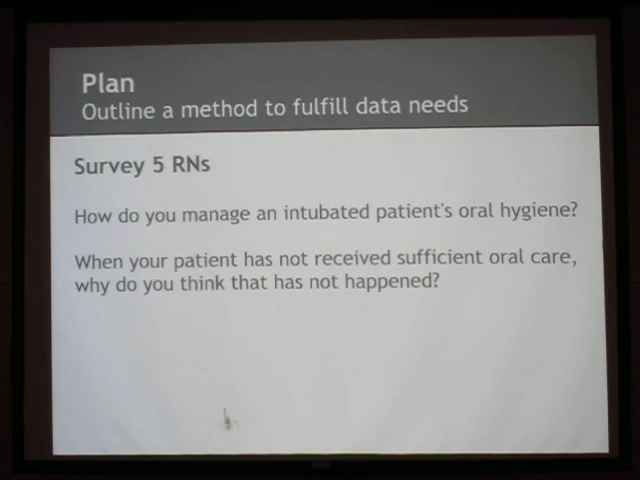 Plan
Outline a method to fulfill data needs
Survey 5 RNs
How do you manage an intubated patient's oral hygiene?
When your patient has not received sufficient oral care,
why do you think that has not happened?